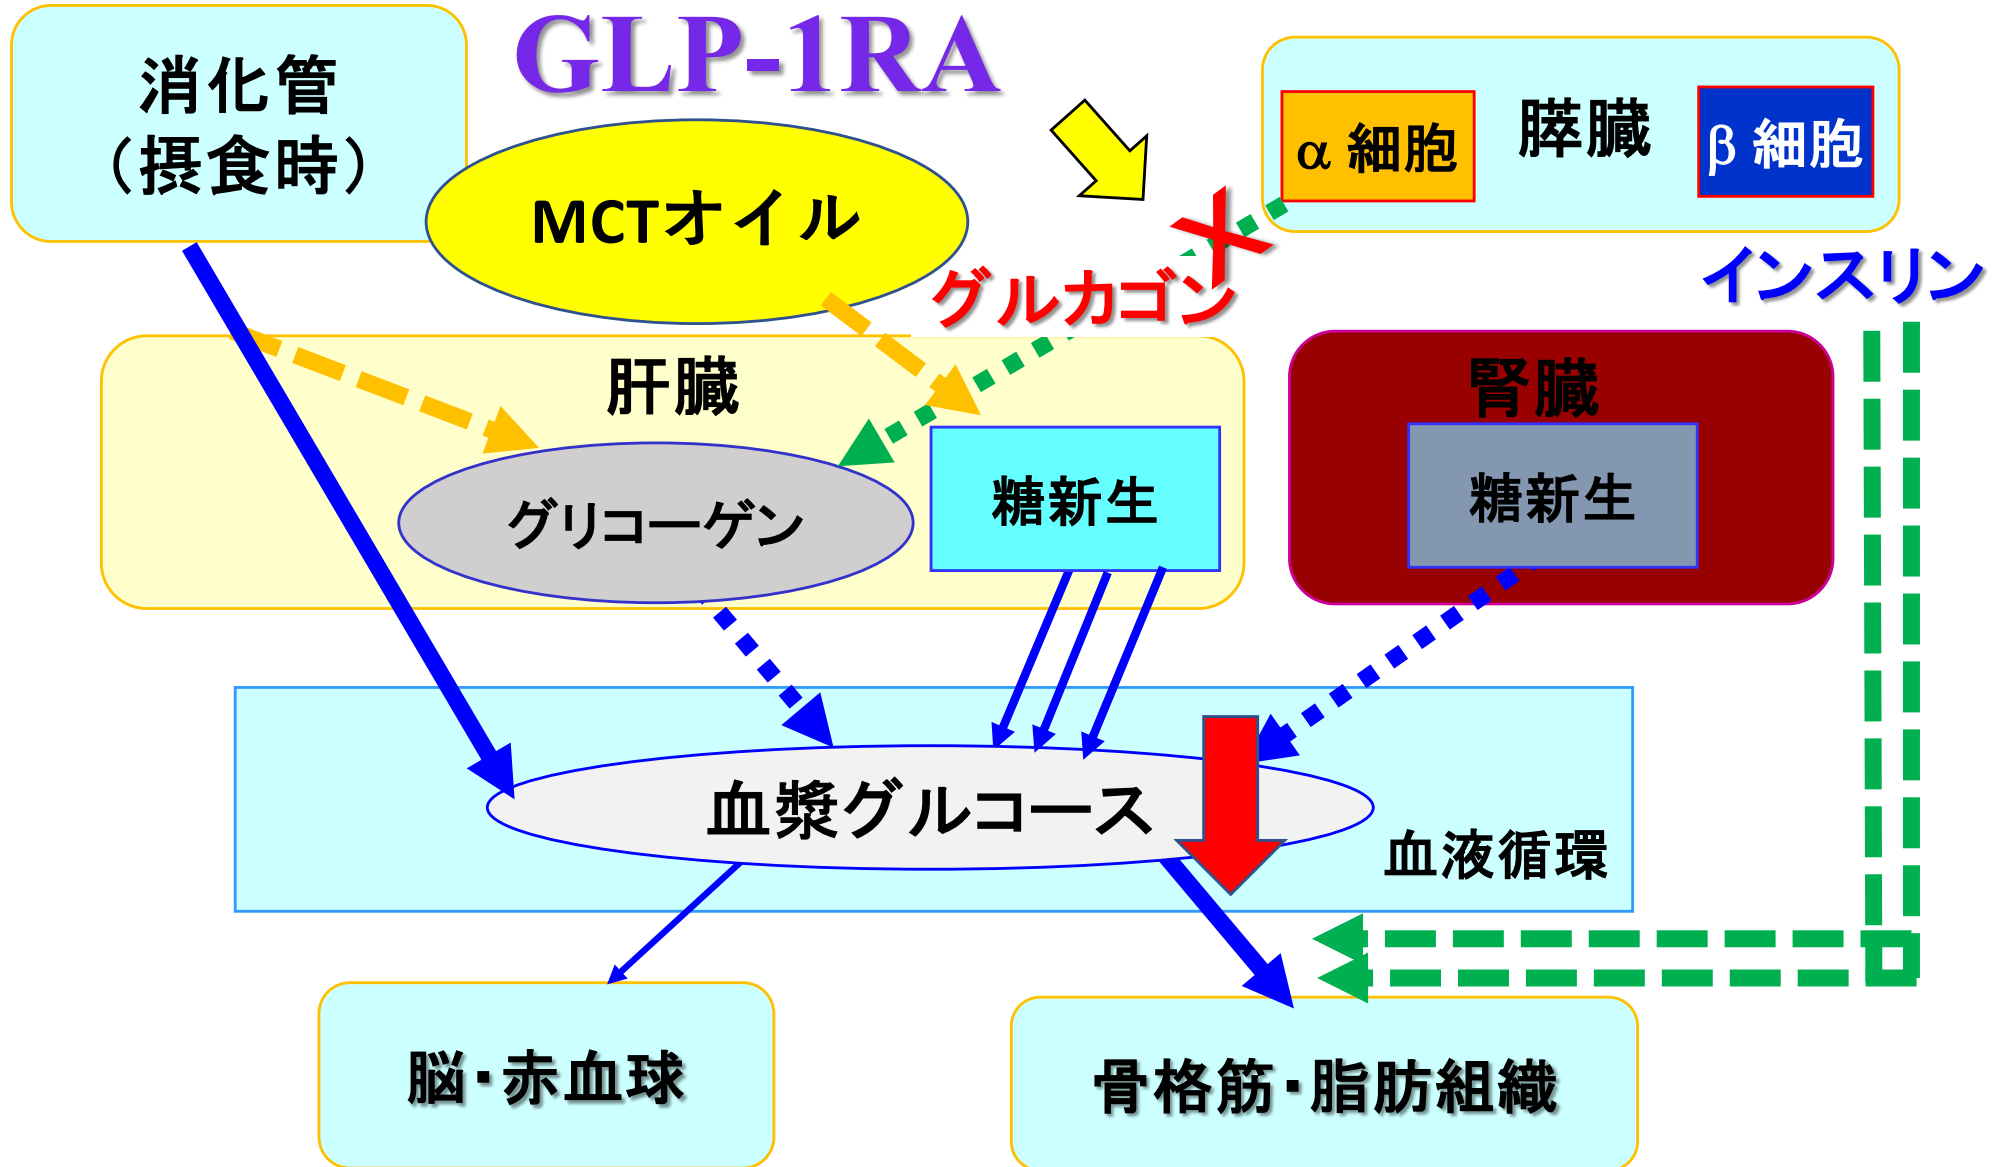 GLP-1RA
消化管
（摂食時）
MCTオイル
α 細胞
膵臓
β 細胞
X
グルカゴン
インスリン
肝臓
腎臓
グリコーゲン
糖新生
糖新生
血漿グルコース
血液循環
脳・赤血球
骨格筋・脂肪組織